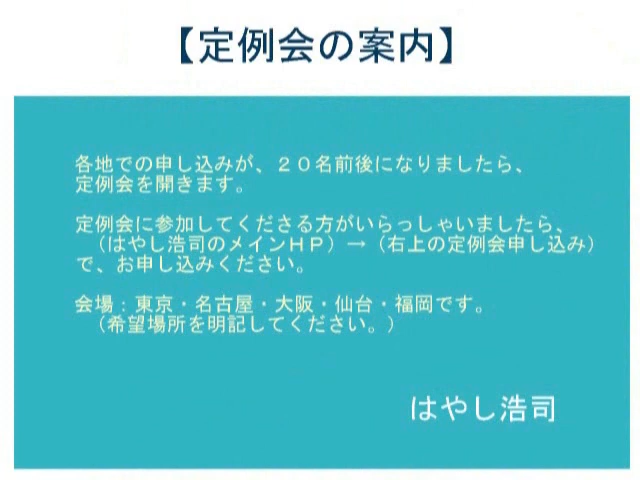 【定例会の案内】
各地での申し込みが、２０名前後になりましたら、
定例会を開きます。
定例会に参加してくださる方がいらっしゃいましたら、
（はやし浩司のメインＨＰ）→（右上の定例会申し込み）
で、お申し込みください。
会場：東京・名古屋・大阪・仙台・福岡です。
（希望場所を明記してください。）
はやし浩司